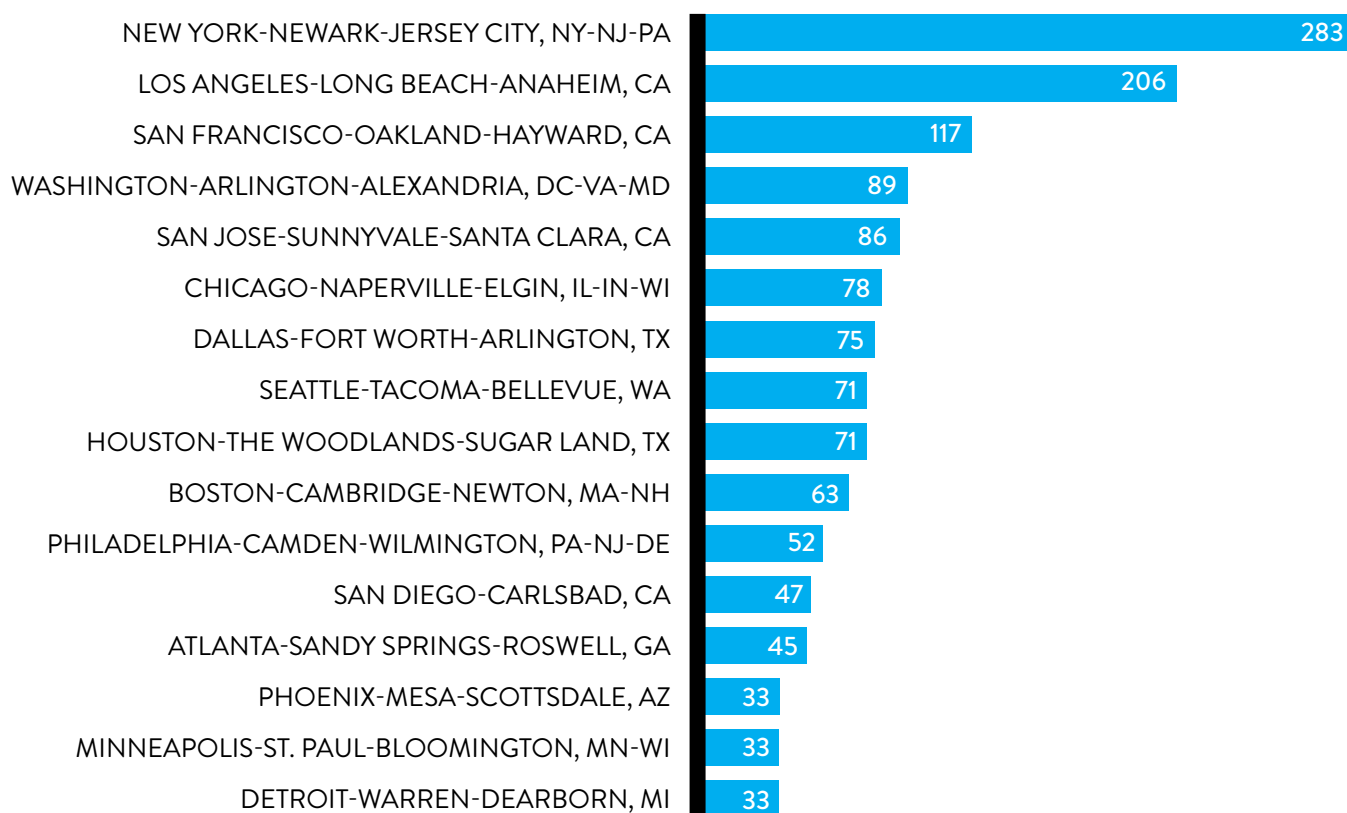 NEW YORK-NEWARK-JERSEY CITY, NY-NJ-PA 283
LOS ANGELES-LONG BEACH-ANAHEIM, CA 206
SAN FRANCISCO-OAKLAND-HAYWARD, CA 117
WASHINGTON-ARLINGTON-ALEXANDRIA, DC-VA-MD 89
SAN JOSE-SUNNYVALE-SANTA CLARA, CA 86
CHICAGO-NAPERVILLE-ELGIN, IL-IN-WI 78
DALLAS-FORT WORTH-ARLINGTON, TX 75
SEATTLE-TACOMA-BELLEVUE, WA 71
HOUSTON-THE WOODLANDS-SUGAR LAND, TX 71
BOSTON-CAMBRIDGE-NEWTON, MA-NH 63
PHILADELPHIA-CAMDEN-WILMINGTON, PA-NJ-DE 52
SAN DIEGO-CARLSBAD, CA 47
ATLANTA-SANDY SPRINGS-ROSWELL, GA 45
PHOENIX-MESA-SCOTTSDALE, AZ 33
MINNEAPOLIS-ST. PAUL-BLOOMINGTON, MN-WI 33
DETROIT-WARREN-DEARBORN, MI 33